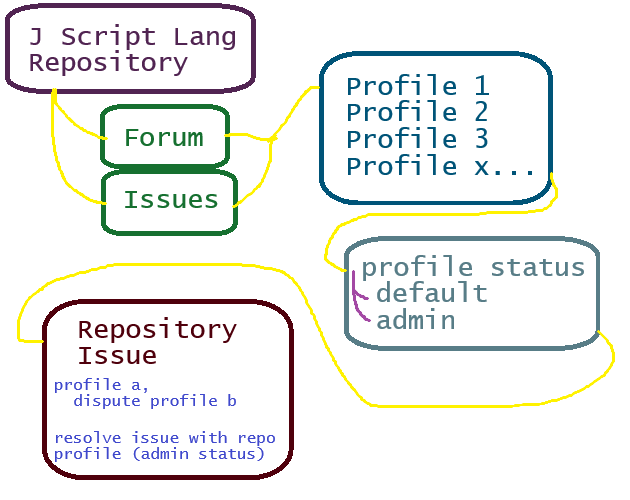 J Script Lang
Repository
Forum
Issues
Profile 1
Profile 2
Profile 3
Profile x...
profile status
default
admin
Repository
Issue
profile a,
dispute profile b
resolve issue with repo
profile (admin status)